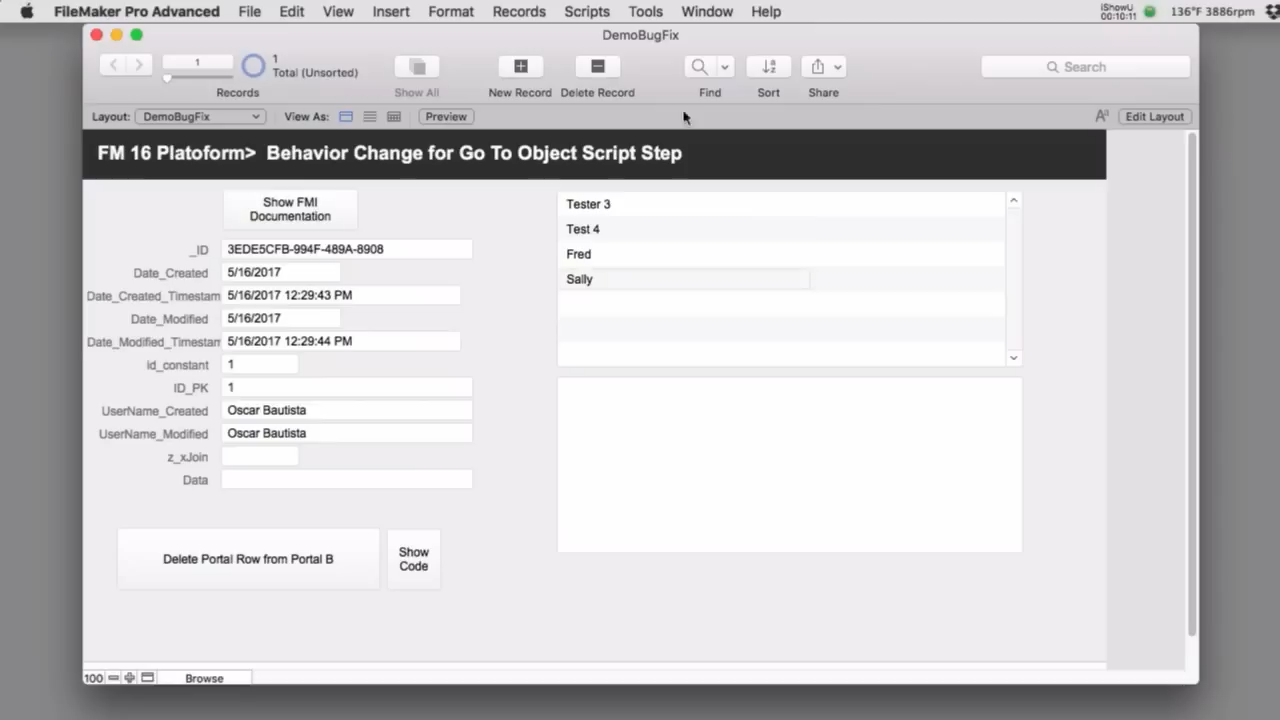 FileMaker Pro Advanced File Edit View Insert Format Records Scripts Tools Window Help
iShowU
00:10:11
136°F 3886rpm
DemoBugFix
1
1
Total (Unsorted)
Records
Show All
New Record
Delete Record
Find
Sort
Share
Search
Layout: DemoBugFix
View As:
Preview
Aª
Edit Layout
FM 16 Platoform> Behavior Change for Go To Object Script Step
Show FMI
Documentation
_ID 3EDE5CFB-994F-489A-8908
Date_Created 5/16/2017
Date_Created_Timestam 5/16/2017 12:29:43 PM
Date_Modified 5/16/2017
Date_Modified_Timestam 5/16/2017 12:29:44 PM
id_constant 1
ID_PK 1
UserName_Created Oscar Bautista
UserName_Modified Oscar Bautista
z_xJoin
Data
Tester 3
Test 4
Fred
Sally
Delete Portal Row from Portal B
Show
Code
100
Browse